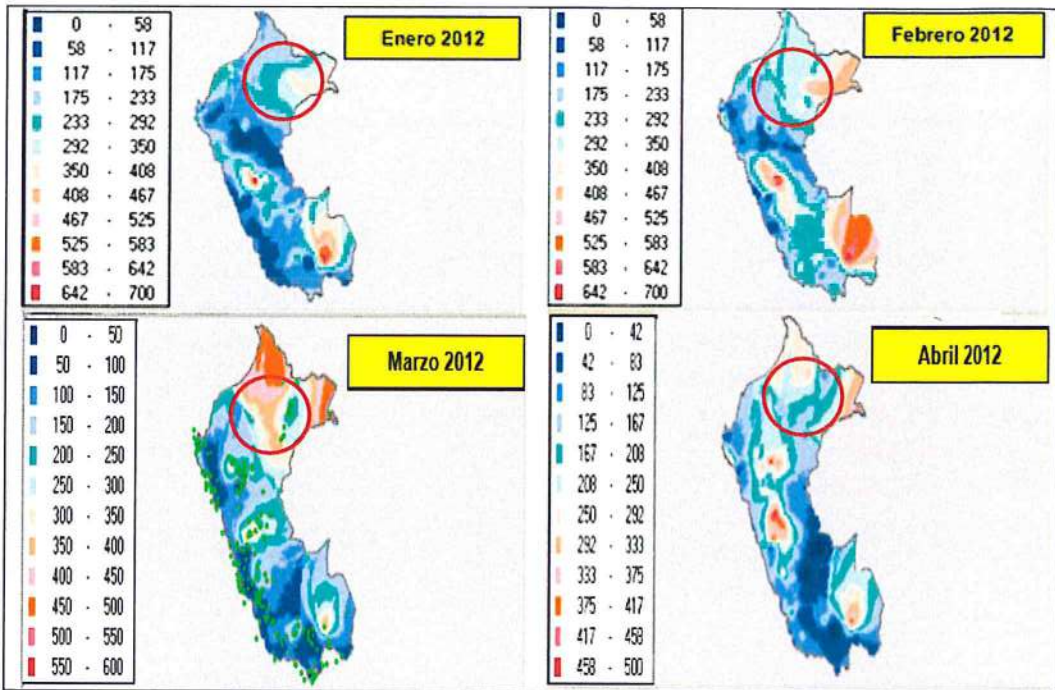 Enero 2012
0 · 58
58 · 117
117 · 175
175 · 233
233 · 292
292 · 350
350 · 408
408 · 467
467 · 525
525 · 583
583 · 642
642 · 700
Febrero 2012
0 · 58
58 · 117
117 · 175
175 · 233
233 · 292
292 · 350
350 · 408
408 · 467
467 · 525
525 · 583
583 · 642
642 · 700
Marzo 2012
0 · 50
50 · 100
100 · 150
150 · 200
200 · 250
250 · 300
300 · 350
350 · 400
400 · 450
450 · 500
500 · 550
550 · 600
Abril 2012
0 · 42
42 · 83
83 · 125
125 · 167
167 · 208
208 · 250
250 · 292
292 · 333
333 · 375
375 · 417
417 · 458
458 · 500